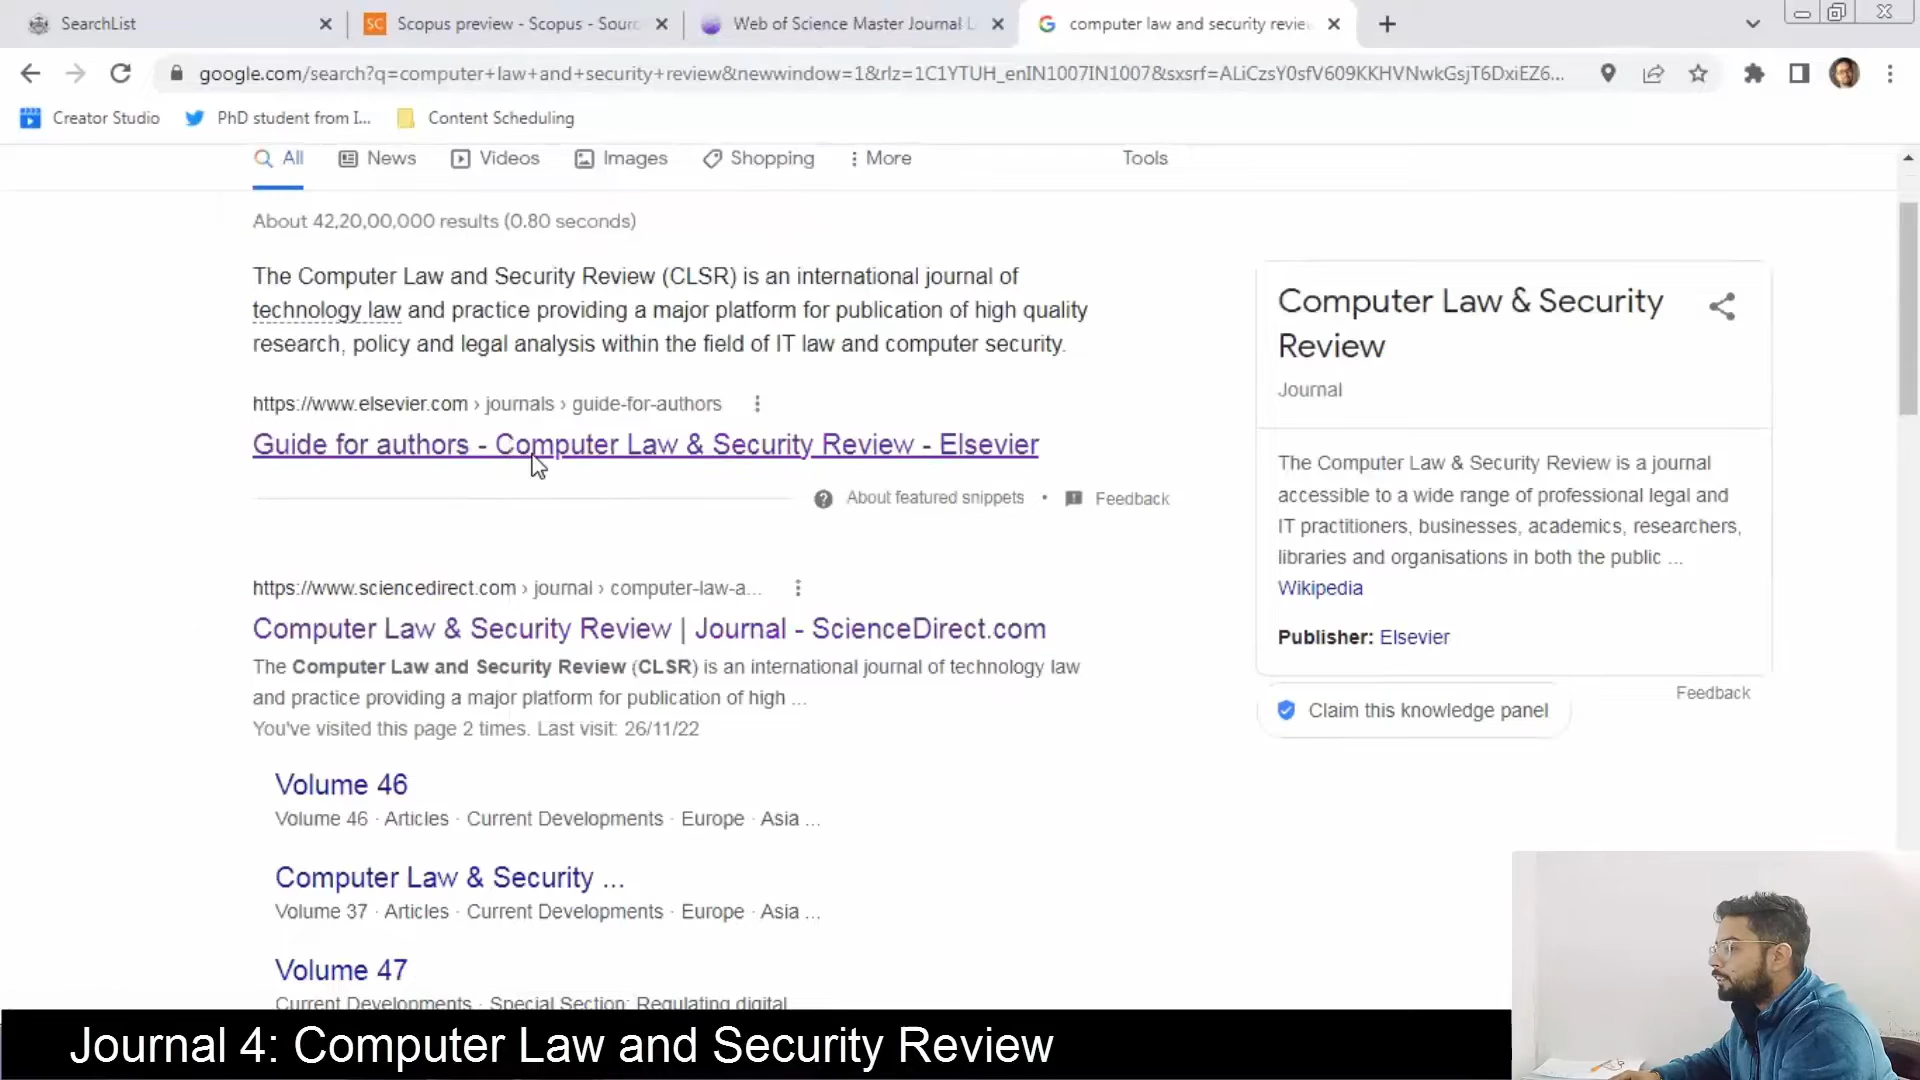 SearchList
Scopus preview - Scopus - Sourc
Web of Science Master Journal L
computer law and security review
google.com/search?q=computer+law+and+security+review&newwindow=1&rlz=1C1YTUH_enIN1007IN1007&sxsrf=ALiCzsY0sfV609KKHVNwkGsjT6DxiEZ6...
Creator Studio
PhD student from I...
Content Scheduling
All
News
Videos
Images
Shopping
More
Tools
About 42,20,00,000 results (0.80 seconds)
The Computer Law and Security Review (CLSR) is an international journal of
technology law and practice providing a major platform for publication of high quality
research, policy and legal analysis within the field of IT law and computer security.
https://www.elsevier.com › journals › guide-for-authors
Guide for authors - Computer Law & Security Review - Elsevier
About featured snippets • Feedback
https://www.sciencedirect.com › journal › computer-law-a...
Computer Law & Security Review | Journal - ScienceDirect.com
The Computer Law and Security Review (CLSR) is an international journal of technology law
and practice providing a major platform for publication of high ...
You've visited this page 2 times. Last visit: 26/11/22
Volume 46
Volume 46 · Articles · Current Developments · Europe · Asia ...
Computer Law & Security ...
Volume 37 · Articles · Current Developments · Europe · Asia ...
Volume 47
Current Developments · Special Section: Regulating digital
Computer Law & Security
Review
Journal
The Computer Law & Security Review is a journal
accessible to a wide range of professional legal and
IT practitioners, businesses, academics, researchers,
libraries and organisations in both the public ...
Wikipedia
Publisher: Elsevier
Feedback
Claim this knowledge panel
Journal 4: Computer Law and Security Review